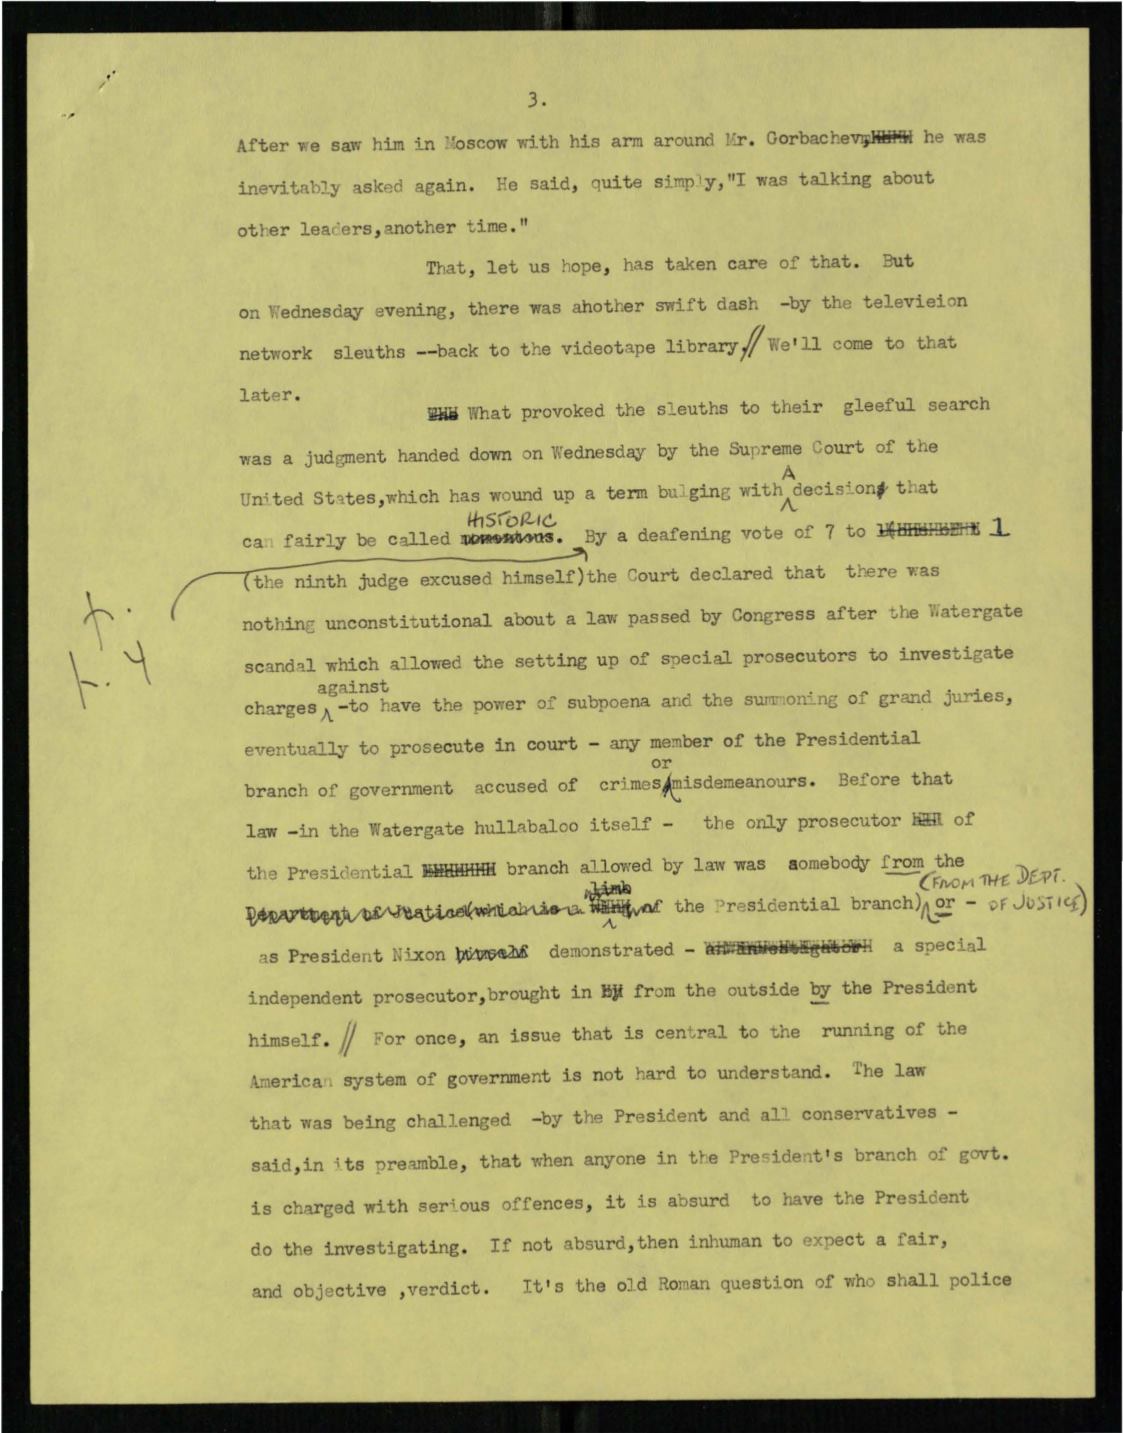 3.
After we saw him in Moscow with his arm around Mr. Gorbachev, he was
inevitably asked again. He said, quite simply,"I was talking about
other leaders,another time."
That, let us hope, has taken care of that. But
on Wednesday evening, there was ahother swift dash -by the televieion
network sleuths --back to the videotape library.// We'll come to that
later.
What provoked the sleuths to their gleeful search
was a judgment handed down on Wednesday by the Supreme Court of the
A
United States,which has wound up a term bulging with decisions that
HISTORIC
can fairly be called momentous. By a deafening vote of 7 to 1
(the ninth judge excused himself)the Court declared that there was
nothing unconstitutional about a law passed by Congress after the Watergate
scandal which allowed the setting up of special prosecutors to investigate
against
charges -to have the power of subpoena and the summoning of grand juries,
eventually to prosecute in court - any member of the Presidential
or
branch of government accused of crimes misdemeanours. Before that
law -in the Watergate hullabaloo itself - the only prosecutor of
the Presidential branch allowed by law was somebody from the
(FROM THE DEPT.
limb
Department of Justice(which is a wing of the Presidential branch) or - OF JUSTICE)
as President Nixon himself demonstrated - an investigator a special
independent prosecutor,brought in by from the outside by the President
himself. // For once, an issue that is central to the running of the
American system of government is not hard to understand. The law
that was being challenged -by the President and all conservatives -
said,in its preamble, that when anyone in the President's branch of govt.
is charged with serious offences, it is absurd to have the President
do the investigating. If not absurd,then inhuman to expect a fair,
and objective ,verdict. It's the old Roman question of who shall police